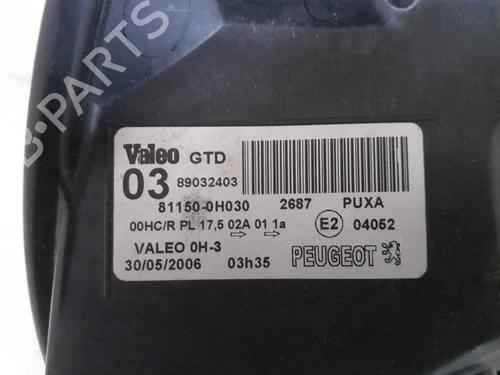 B-PARTS
Valeo GTD
03 89032403
81150-0H030 2687 PUXA
00HC/R PL 17,5 02A 01 1a E2 04052
VALEO 0H-3
30/05/2006 03h35 PEUGEOT